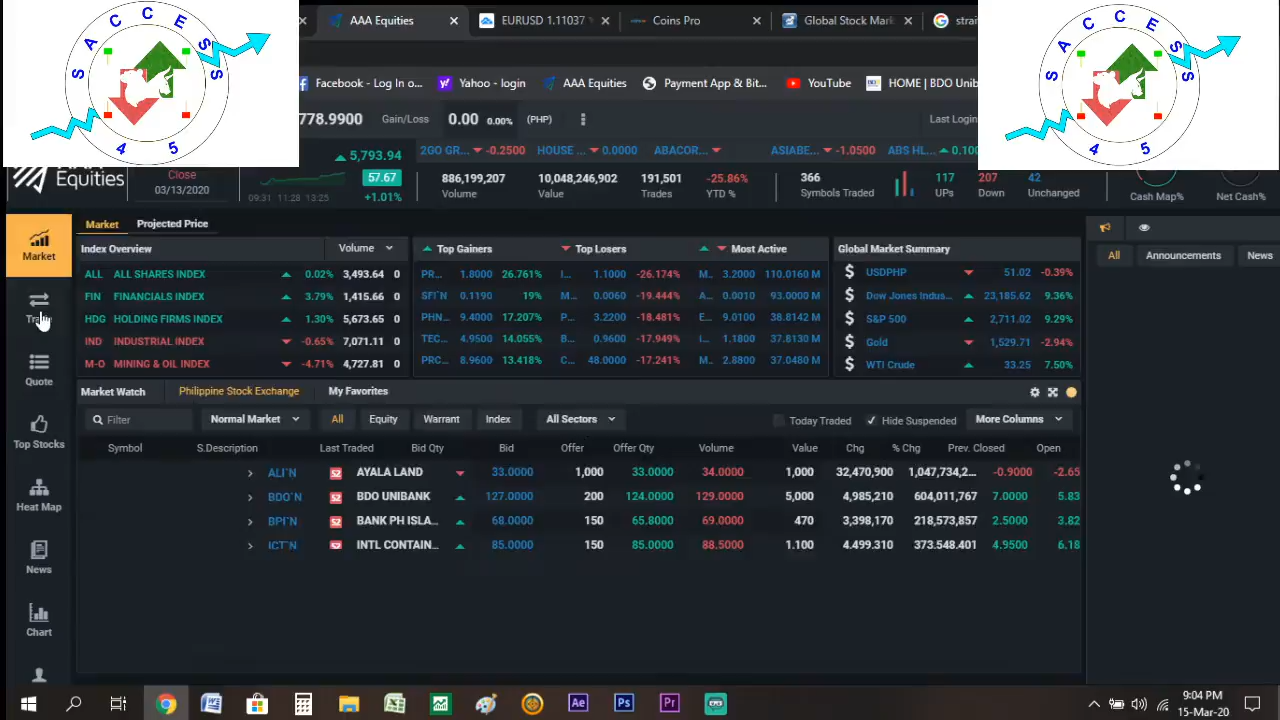 S A C C E S S 4 5
S A C C E S S 4 5
AAA Equities
EURUSD 1.11037
Coins Pro
Global Stock Mar
strai
Facebook - Log In o...
Yahoo - login
AAA Equities
Payment App & Bit...
YouTube
HOME | BDO Unib
778.9900 Gain/Loss 0.00 0.00% (PHP) Last Login
5,793.94 2GO GR... -0.2500 HOUSE ... 0.0000 ABACOR... ASIABE... -1.0500 ABS HL... 0.100
Equities Close 03/13/2020
57.67
+1.01%
09:31 11:28 13:25
886,199,207 Volume
10,048,246,902 Value
191,501 Trades
-25.86% YTD %
366 Symbols Traded
117 UPs
207 Down
42 Unchanged
Cash Map%
Net Cash%
Market
Quote
Top Stocks
Heat Map
News
Chart
Market Projected Price
Index Overview Volume
ALL ALL SHARES INDEX 0.02% 3,493.64 0
FIN FINANCIALS INDEX 3.79% 1,415.66 0
HDG HOLDING FIRMS INDEX 1.30% 5,673.65 0
IND INDUSTRIAL INDEX -0.65% 7,071.11 0
M-O MINING & OIL INDEX -4.71% 4,727.81 0
Top Gainers Top Losers Most Active
PR... 1.8000 26.761% I... 1.1000 -26.174% M... 3.2000 110.0160 M
SFI`N 0.1190 19% M... 0.0060 -19.444% A... 0.0010 93.0000 M
PHN... 9.4000 17.207% P... 3.2200 -18.481% E... 9.0100 38.8142 M
TEC... 4.9500 14.055% B... 0.9600 -17.949% i... 1.1800 37.8130 M
PRC... 8.9600 13.418% C... 48.0000 -17.241% M... 2.8800 37.0480 M
Global Market Summary
$ USDPHP 51.02 -0.39%
$ Dow Jones Indus... 23,185.62 9.36%
$ S&P 500 2,711.02 9.29%
$ Gold 1,529.71 -2.94%
$ WTI Crude 33.25 7.50%
All Announcements News
Market Watch Philippine Stock Exchange My Favorites
Filter Normal Market All Equity Warrant Index All Sectors Today Traded Hide Suspended More Columns
Symbol S.Description Last Traded Bid Qty Bid Offer Offer Qty Volume Value Chg % Chg Prev. Closed Open
ALI`N AYALA LAND 33.0000 1,000 33.0000 34.0000 1,000 32,470,900 1,047,734,2... -0.9000 -2.65
BDO`N BDO UNIBANK 127.0000 200 124.0000 129.0000 5,000 4,985,210 604,011,767 7.0000 5.83
BPI`N BANK PH ISLA... 68.0000 150 65.8000 69.0000 470 3,398,170 218,573,857 2.5000 3.82
ICT`N INTL CONTAIN... 85.0000 150 85.0000 88.5000 1.100 4.499.310 373.548.401 4.9500 6.18
W X Ae Ps Pr
9:04 PM
15-Mar-20